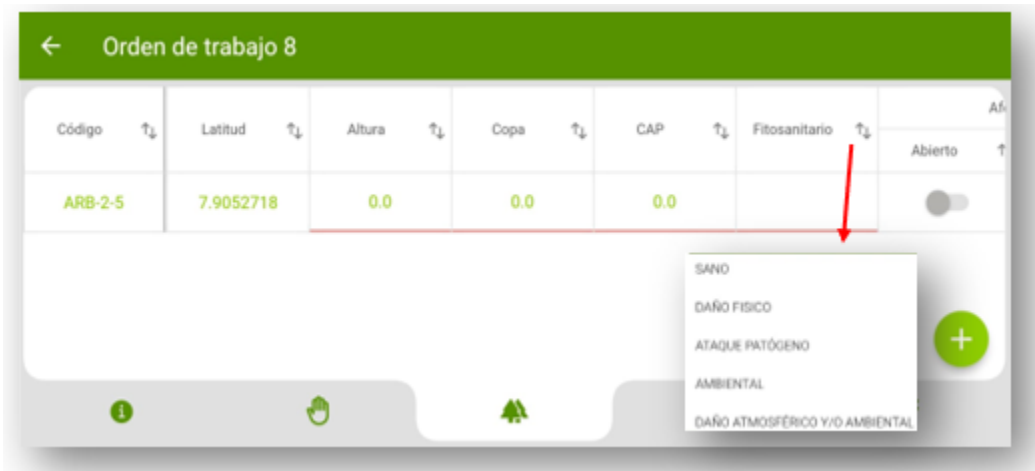 Orden de trabajo 8
Código Latitud Altura Copa CAP Fitosanitario Afe
Abierto
ARB-2-5 7.9052718 0.0 0.0 0.0
SANO
DAÑO FISICO
ATAQUE PATÓGENO
AMBIENTAL
DAÑO ATMOSFÉRICO Y/O AMBIENTAL